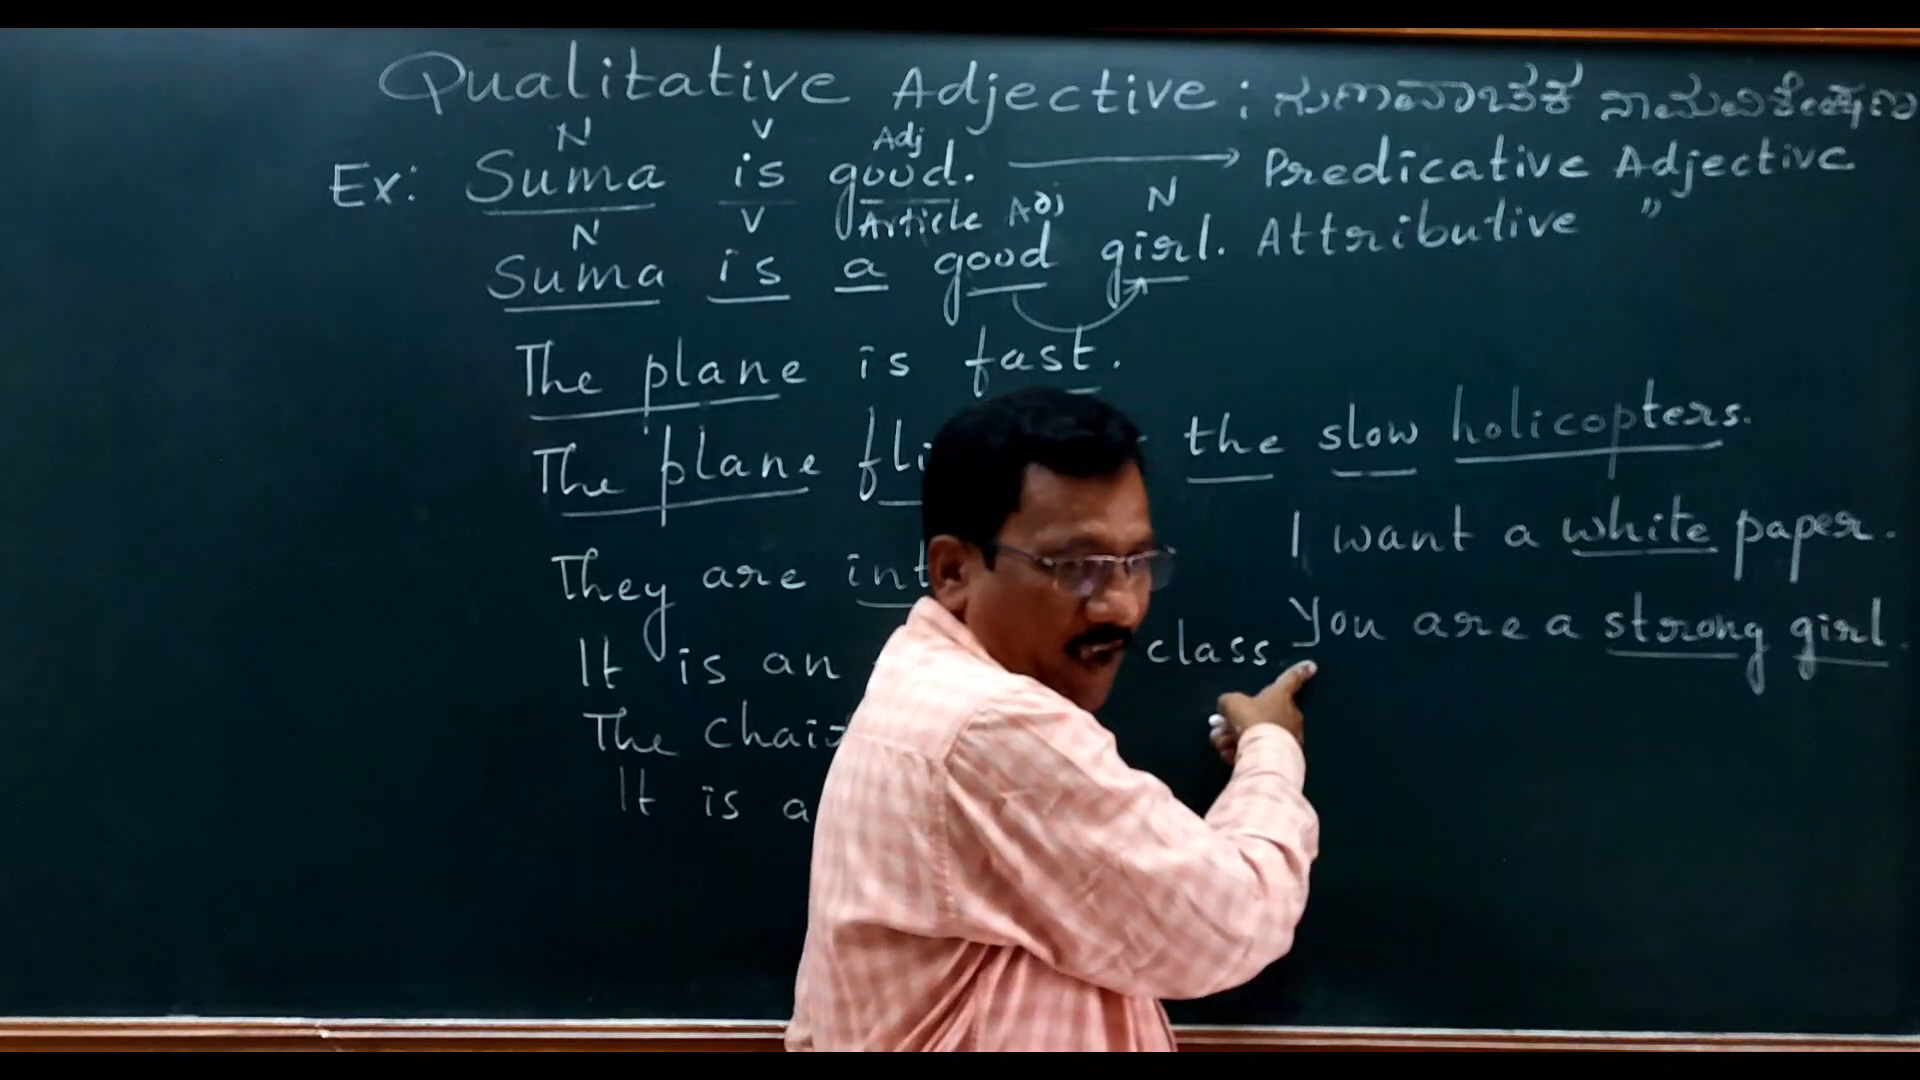 Qualitative Adjective : ಗುಣವಾಚಕ ನಾಮವಿಶೇಷಣ
N V Adj
Ex: Suma is good. → Predicative Adjective
N V Article Adj N
Suma is a good girl. Attributive "
The plane is fast.
The plane the slow holicopters.
They are
It is an class.
The
It is a
I want a white paper.
You are a strong girl.